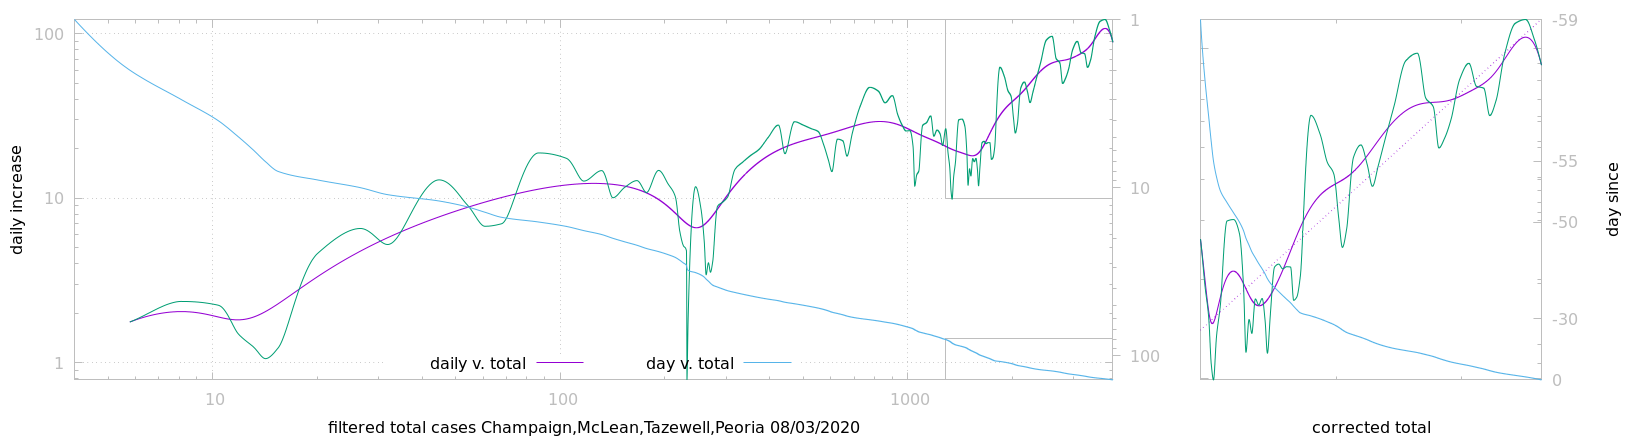 100
10
1
daily increase
1
10
100
daily v. total
day v. total
10
100
1000
filtered total cases Champaign,McLean,Tazewell,Peoria 08/03/2020
-59
-55
-50
-30
0
day since
corrected total